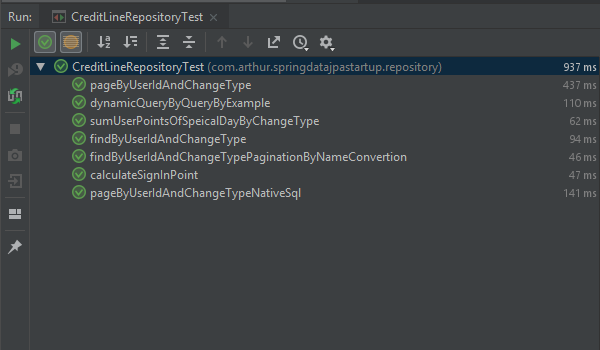 Run: CreditLineRepositoryTest
CreditLineRepositoryTest (com.arthur.springdatajpastartup.repository) 937 ms
pageByUserIdAndChangeType 437 ms
dynamicQueryByQueryByExample 110 ms
sumUserPointsOfSpeicalDayByChangeType 62 ms
findByUserIdAndChangeType 94 ms
findByUserIdAndChangeTypePaginationByNameConvertion 46 ms
calculateSignInPoint 47 ms
pageByUserIdAndChangeTypeNativeSql 141 ms